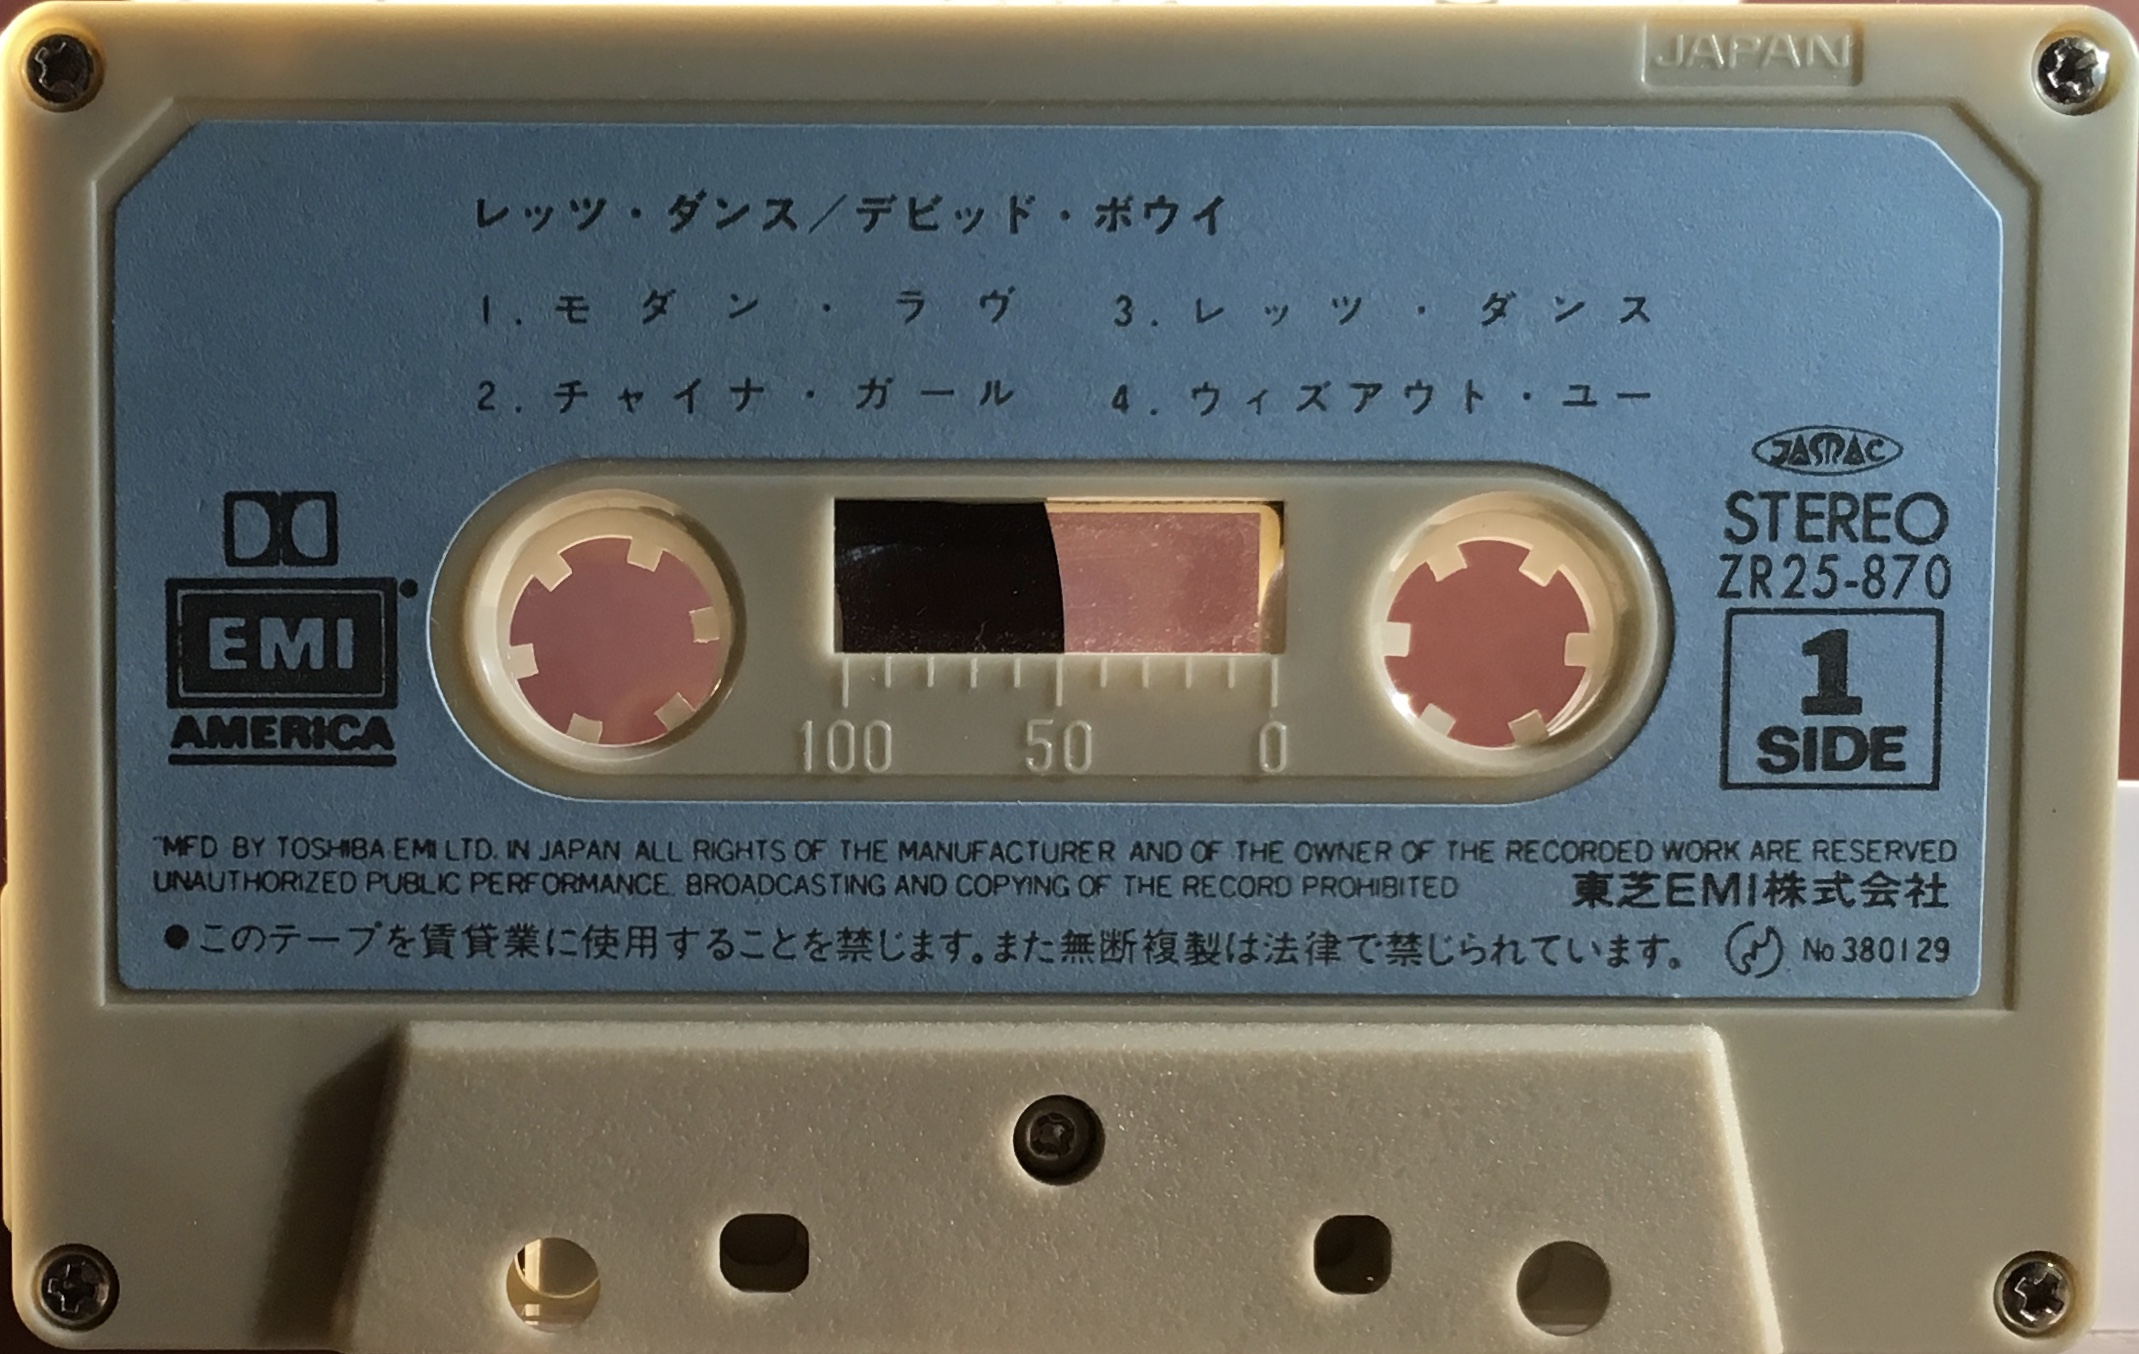 JAPAN
レッツ・ダンス／デビッド・ボウイ
1. モダン・ラヴ 3. レッツ・ダンス
2. チャイナ・ガール 4. ウィズアウト・ユー
JASRAC
STEREO
ZR25-870
EMI
AMERICA
1
SIDE
100 50 0
"MFD BY TOSHIBA EMI LTD. IN JAPAN ALL RIGHTS OF THE MANUFACTURER AND OF THE OWNER OF THE RECORDED WORK ARE RESERVED
UNAUTHORIZED PUBLIC PERFORMANCE. BROADCASTING AND COPYING OF THE RECORD PROHIBITED 東芝EMI株式会社
●このテープを賃貸業に使用することを禁じます。また無断複製は法律で禁じられています。 No 380129